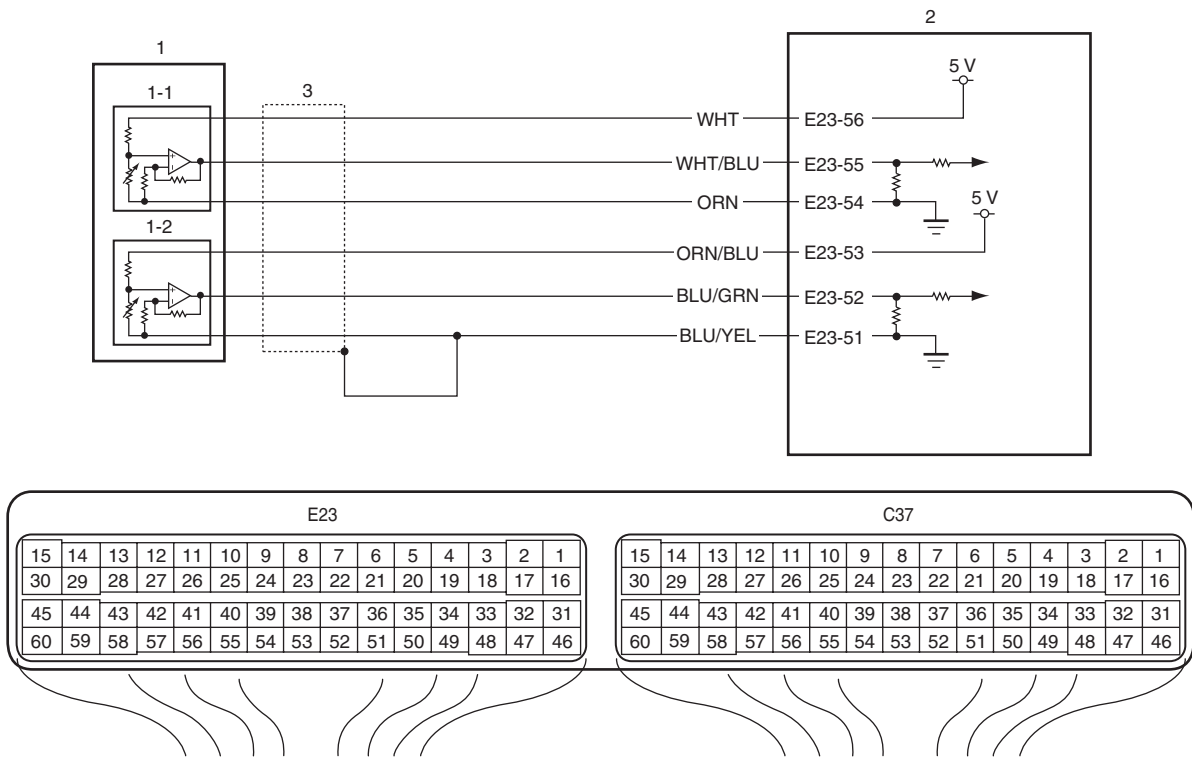 2
1
5 V
1-1
3
WHT E23-56
WHT/BLU E23-55
ORN E23-54
5 V
1-2
ORN/BLU E23-53
BLU/GRN E23-52
BLU/YEL E23-51
E23
15 14 13 12 11 10 9 8 7 6 5 4 3 2 1
30 29 28 27 26 25 24 23 22 21 20 19 18 17 16
45 44 43 42 41 40 39 38 37 36 35 34 33 32 31
60 59 58 57 56 55 54 53 52 51 50 49 48 47 46
C37
15 14 13 12 11 10 9 8 7 6 5 4 3 2 1
30 29 28 27 26 25 24 23 22 21 20 19 18 17 16
45 44 43 42 41 40 39 38 37 36 35 34 33 32 31
60 59 58 57 56 55 54 53 52 51 50 49 48 47 46